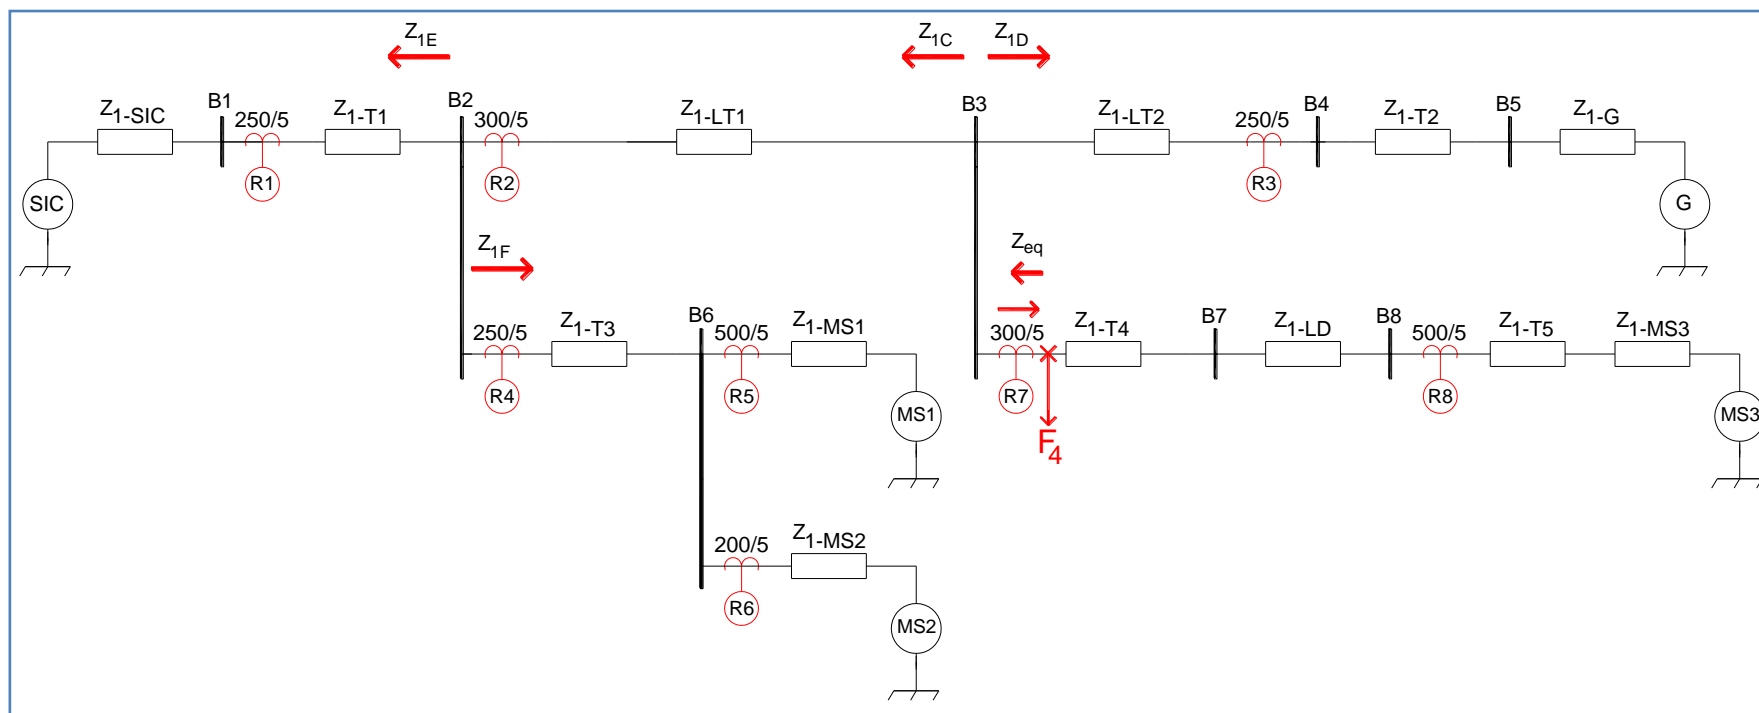 Z1E
Z1C
Z1D
Z1-SIC
B1
250/5
Z1-T1
B2
300/5
Z1-LT1
B3
Z1-LT2
250/5
B4
Z1-T2
B5
Z1-G
R1
R2
R3
SIC
G
Z1F
Zeq
250/5
Z1-T3
B6
500/5
Z1-MS1
300/5
Z1-T4
B7
Z1-LD
B8
500/5
Z1-T5
Z1-MS3
R4
R5
MS1
R7
F4
R8
MS3
200/5
Z1-MS2
R6
MS2